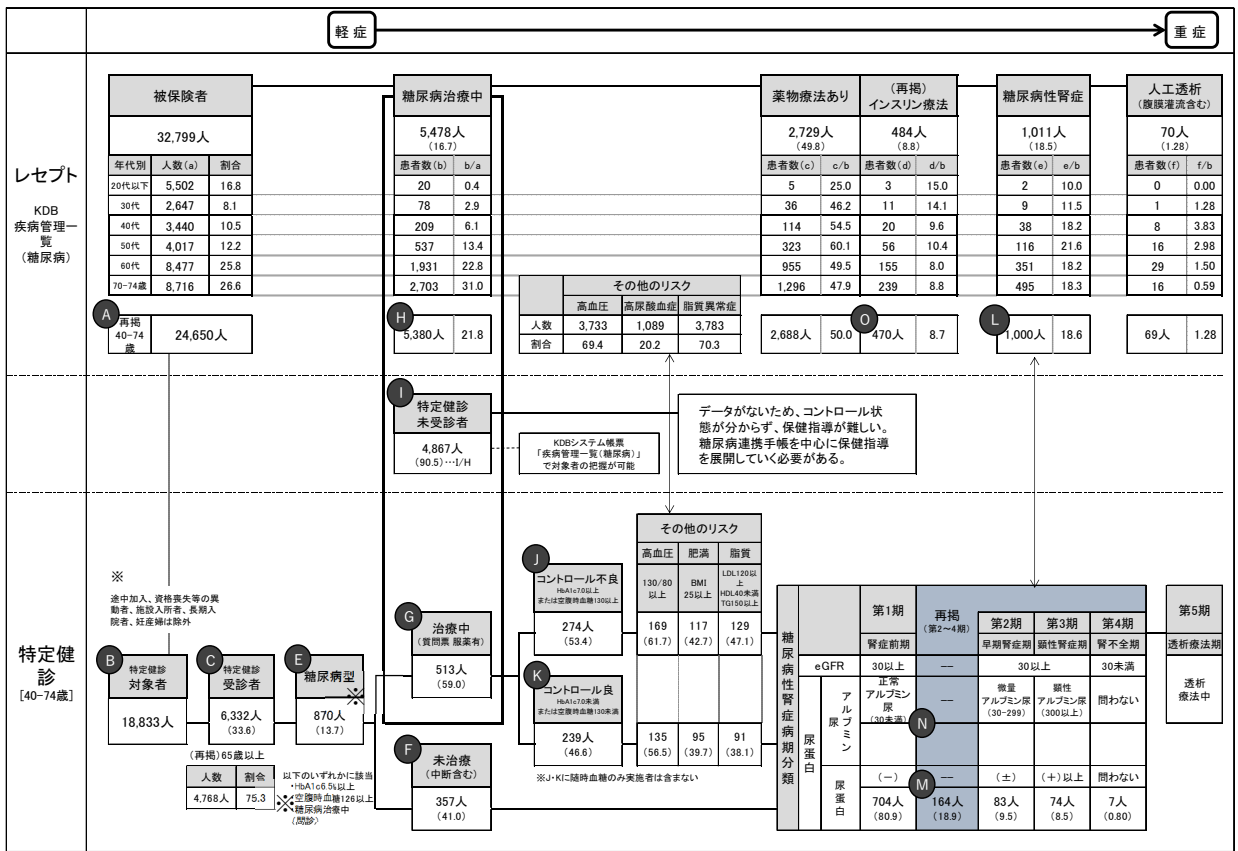 軽症
重症
レセプト
KDB
疾病管理一
覧
(糖尿病)
被保険者
32,799人
年代別 人数(a) 割合
20代以下 5,502 16.8
30代 2,647 8.1
40代 3,440 10.5
50代 4,017 12.2
60代 8,477 25.8
70-74歳 8,716 26.6
A
再掲
40-74
歳
24,650人
糖尿病治療中
5,478人
(16.7)
患者数(b) b/a
20 0.4
78 2.9
209 6.1
537 13.4
1,931 22.8
2,703 31.0
H
5,380人 21.8
その他のリスク
高血圧 高尿酸血症 脂質異常症
人数 3,733 1,089 3,783
割合 69.4 20.2 70.3
薬物療法あり
2,729人
(49.8)
患者数(c) c/b
5 25.0
36 46.2
114 54.5
323 60.1
955 49.5
1,296 47.9
2,688人 50.0
(再掲)
インスリン療法
484人
(8.8)
患者数(d) d/b
3 15.0
11 14.1
20 9.6
56 10.4
155 8.0
239 8.8
O
470人 8.7
糖尿病性腎症
1,011人
(18.5)
患者数(e) e/b
2 10.0
9 11.5
38 18.2
116 21.6
351 18.2
495 18.3
L
1,000人 18.6
人工透析
(腹膜灌流含む)
70人
(1.28)
患者数(f) f/b
0 0.00
1 1.28
8 3.83
16 2.98
29 1.50
16 0.59
69人 1.28
I
特定健診
未受診者
4,867人
(90.5)…I/H
KDBシステム帳票
「疾病管理一覧(糖尿病)」
で対象者の把握が可能
データがないため、コントロール状
態が分からず、保健指導が難しい。
糖尿病連携手帳を中心に保健指導
を展開していく必要がある。
特定健
診
[40-74歳]
※
途中加入、資格喪失等の異
動者、施設入所者、長期入
院者、妊産婦は除外
B
特定健診
対象者
18,833人
C
特定健診
受診者
6,332人
(33.6)
(再掲)65歳以上
人数 割合
4,768人 75.3
E
糖尿病型
※
870人
(13.7)
以下のいずれかに該当
・HbA1c6.5%以上
※空腹時血糖126以上
※糖尿病治療中
(問診)
G
治療中
(質問票 服薬有)
513人
(59.0)
F
未治療
(中断含む)
357人
(41.0)
J
コントロール不良
HbA1c7.0以上
または空腹時血糖130以上
274人
(53.4)
K
コントロール良
HbA1c7.0未満
または空腹時血糖130未満
239人
(46.6)
その他のリスク
高血圧 肥満 脂質
130/80
以上
BMI
25以上
LDL120以
上
HDL40未満
TG150以上
169 117 129
(61.7) (42.7) (47.1)
135 95 91
(56.5) (39.7) (38.1)
※J・Kに随時血糖のみ実施者は含まない
糖尿病性腎症病期分類
第1期
腎症前期
再掲
(第2~4期)
第2期 第3期 第4期
早期腎症期 顕性腎症期 腎不全期
第5期
透析療法期
eGFR 30以上 -- 30以上 30未満
透析
療法中
尿蛋白
尿アルブミン
正常
アルブミン
尿
(30未満)
--
N
微量
アルブミン尿
(30-299)
顕性
アルブミン尿
(300以上)
問わない
尿蛋白
(-) -- (±) (+)以上 問わない
M
704人 164人 83人 74人 7人
(80.9) (18.9) (9.5) (8.5) (0.80)